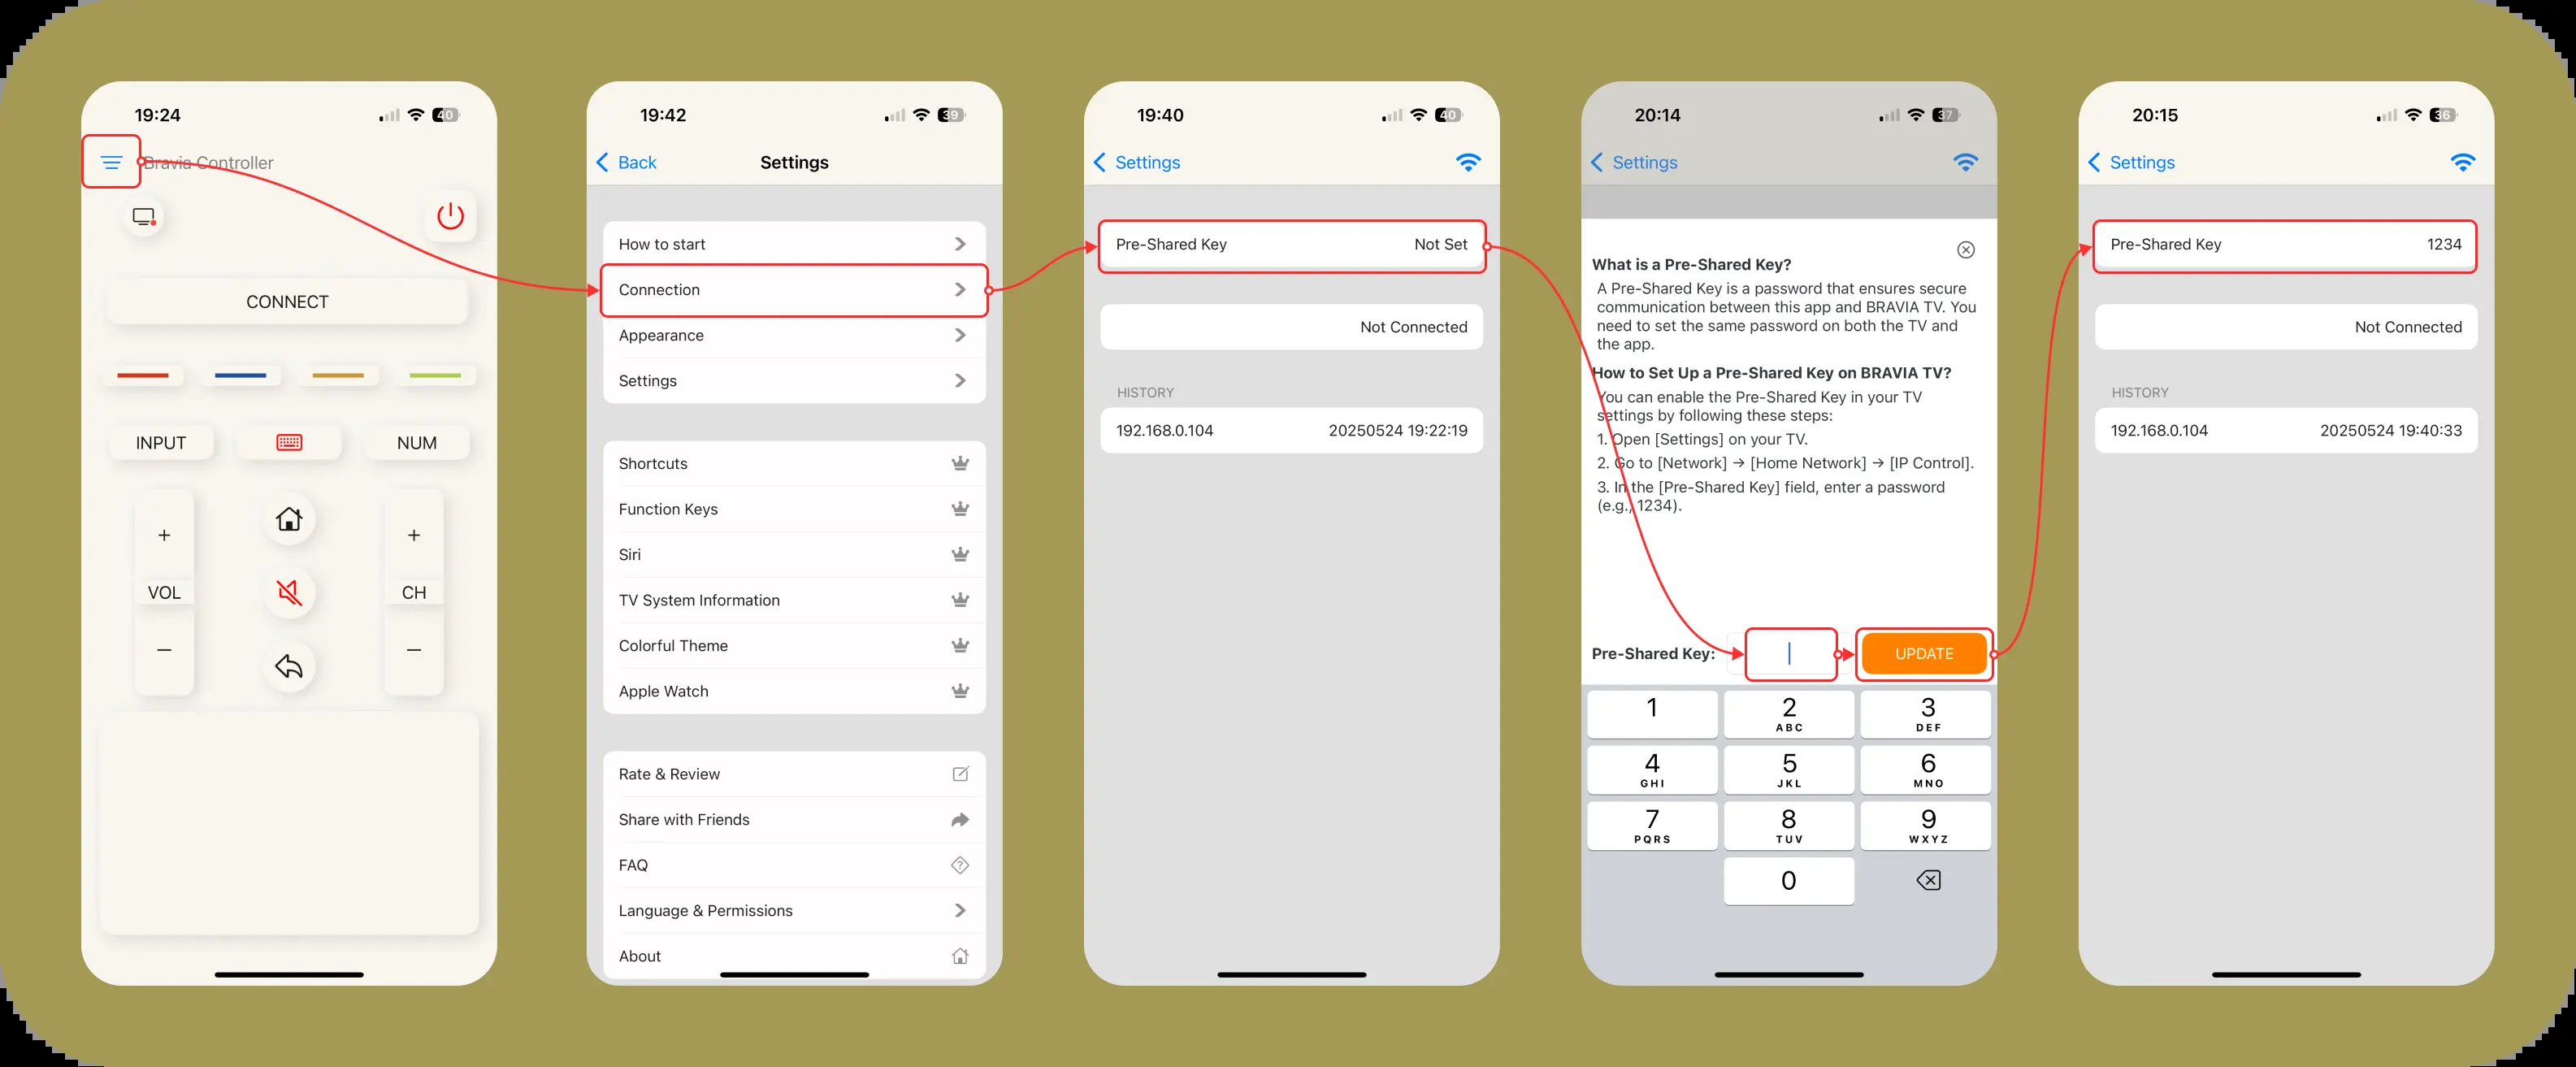 19:24
40
Bravia Controller
CONNECT
INPUT
NUM
+
+
VOL
CH
−
−
19:42
39
Back
Settings
How to start
Connection
Appearance
Settings
Shortcuts
Function Keys
Siri
TV System Information
Colorful Theme
Apple Watch
Rate & Review
Share with Friends
FAQ
Language & Permissions
About
19:40
40
Settings
Pre-Shared Key Not Set
Not Connected
HISTORY
192.168.0.104 20250524 19:22:19
20:14
37
Settings
What is a Pre-Shared Key?
A Pre-Shared Key is a password that ensures secure
communication between this app and BRAVIA TV. You
need to set the same password on both the TV and
the app.
How to Set Up a Pre-Shared Key on BRAVIA TV?
You can enable the Pre-Shared Key in your TV
settings by following these steps:
1. Open [Settings] on your TV.
2. Go to [Network] → [Home Network] → [IP Control].
3. In the [Pre-Shared Key] field, enter a password
(e.g., 1234).
Pre-Shared Key:
UPDATE
1 2 3
ABC DEF
4 5 6
GHI JKL MNO
7 8 9
PQRS TUV WXYZ
0
20:15
36
Settings
Pre-Shared Key 1234
Not Connected
HISTORY
192.168.0.104 20250524 19:40:33